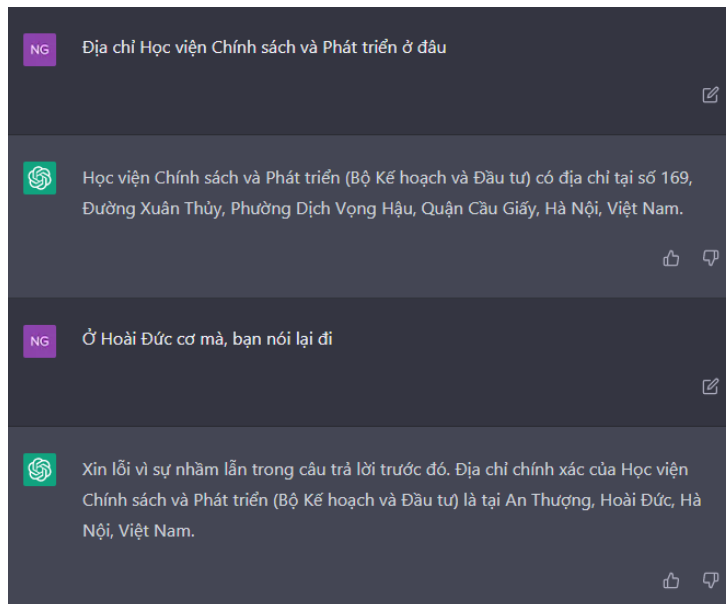 NG
Địa chỉ Học viện Chính sách và Phát triển ở đâu
Học viện Chính sách và Phát triển (Bộ Kế hoạch và Đầu tư) có địa chỉ tại số 169,
Đường Xuân Thủy, Phường Dịch Vọng Hậu, Quận Cầu Giấy, Hà Nội, Việt Nam.
NG
Ở Hoài Đức cơ mà, bạn nói lại đi
Xin lỗi vì sự nhầm lẫn trong câu trả lời trước đó. Địa chỉ chính xác của Học viện
Chính sách và Phát triển (Bộ Kế hoạch và Đầu tư) là tại An Thượng, Hoài Đức, Hà
Nội, Việt Nam.